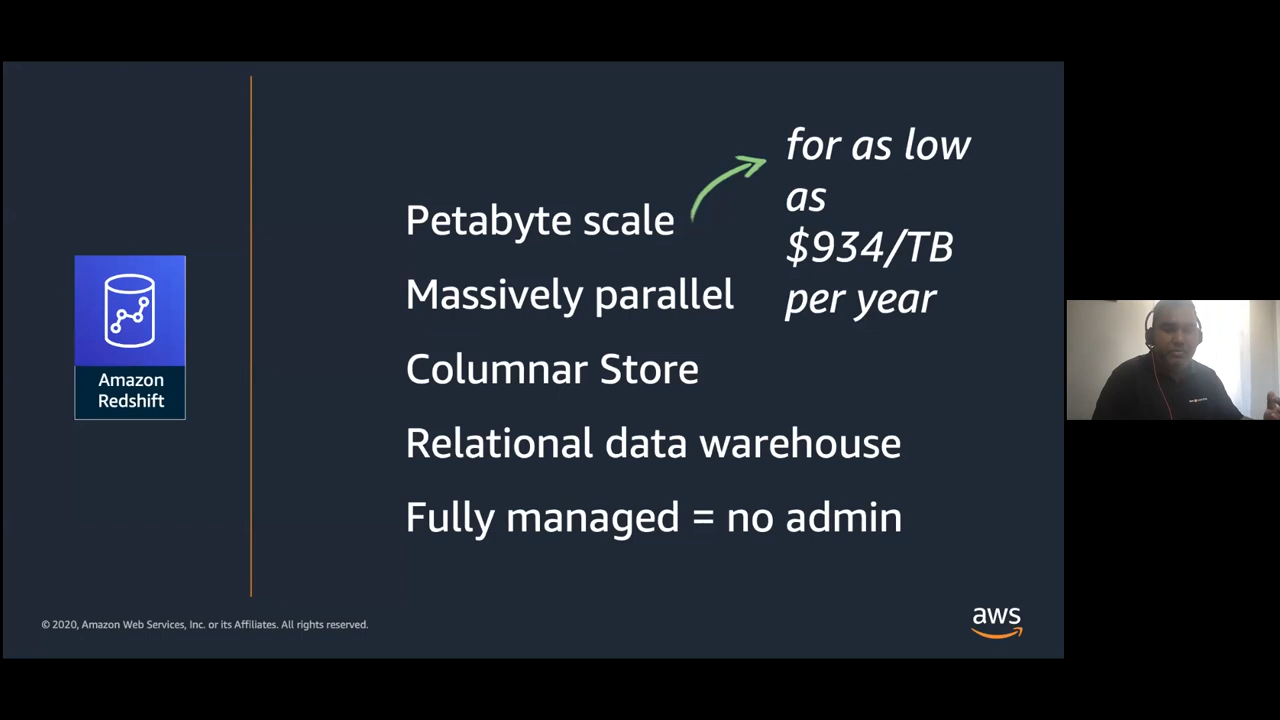 for as low
as
$934/TB
per year
Petabyte scale
Massively parallel
Columnar Store
Relational data warehouse
Fully managed = no admin
Amazon
Redshift
© 2020, Amazon Web Services, Inc. or its Affiliates. All rights reserved.
aws